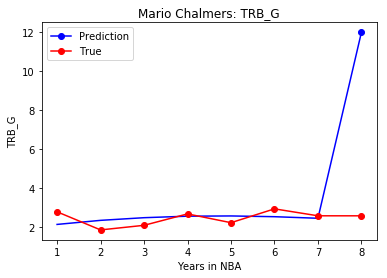 Mario Chalmers: TRB_G
Prediction
True
12
10
8
6
4
2
TRB_G
1 2 3 4 5 6 7 8
Years in NBA